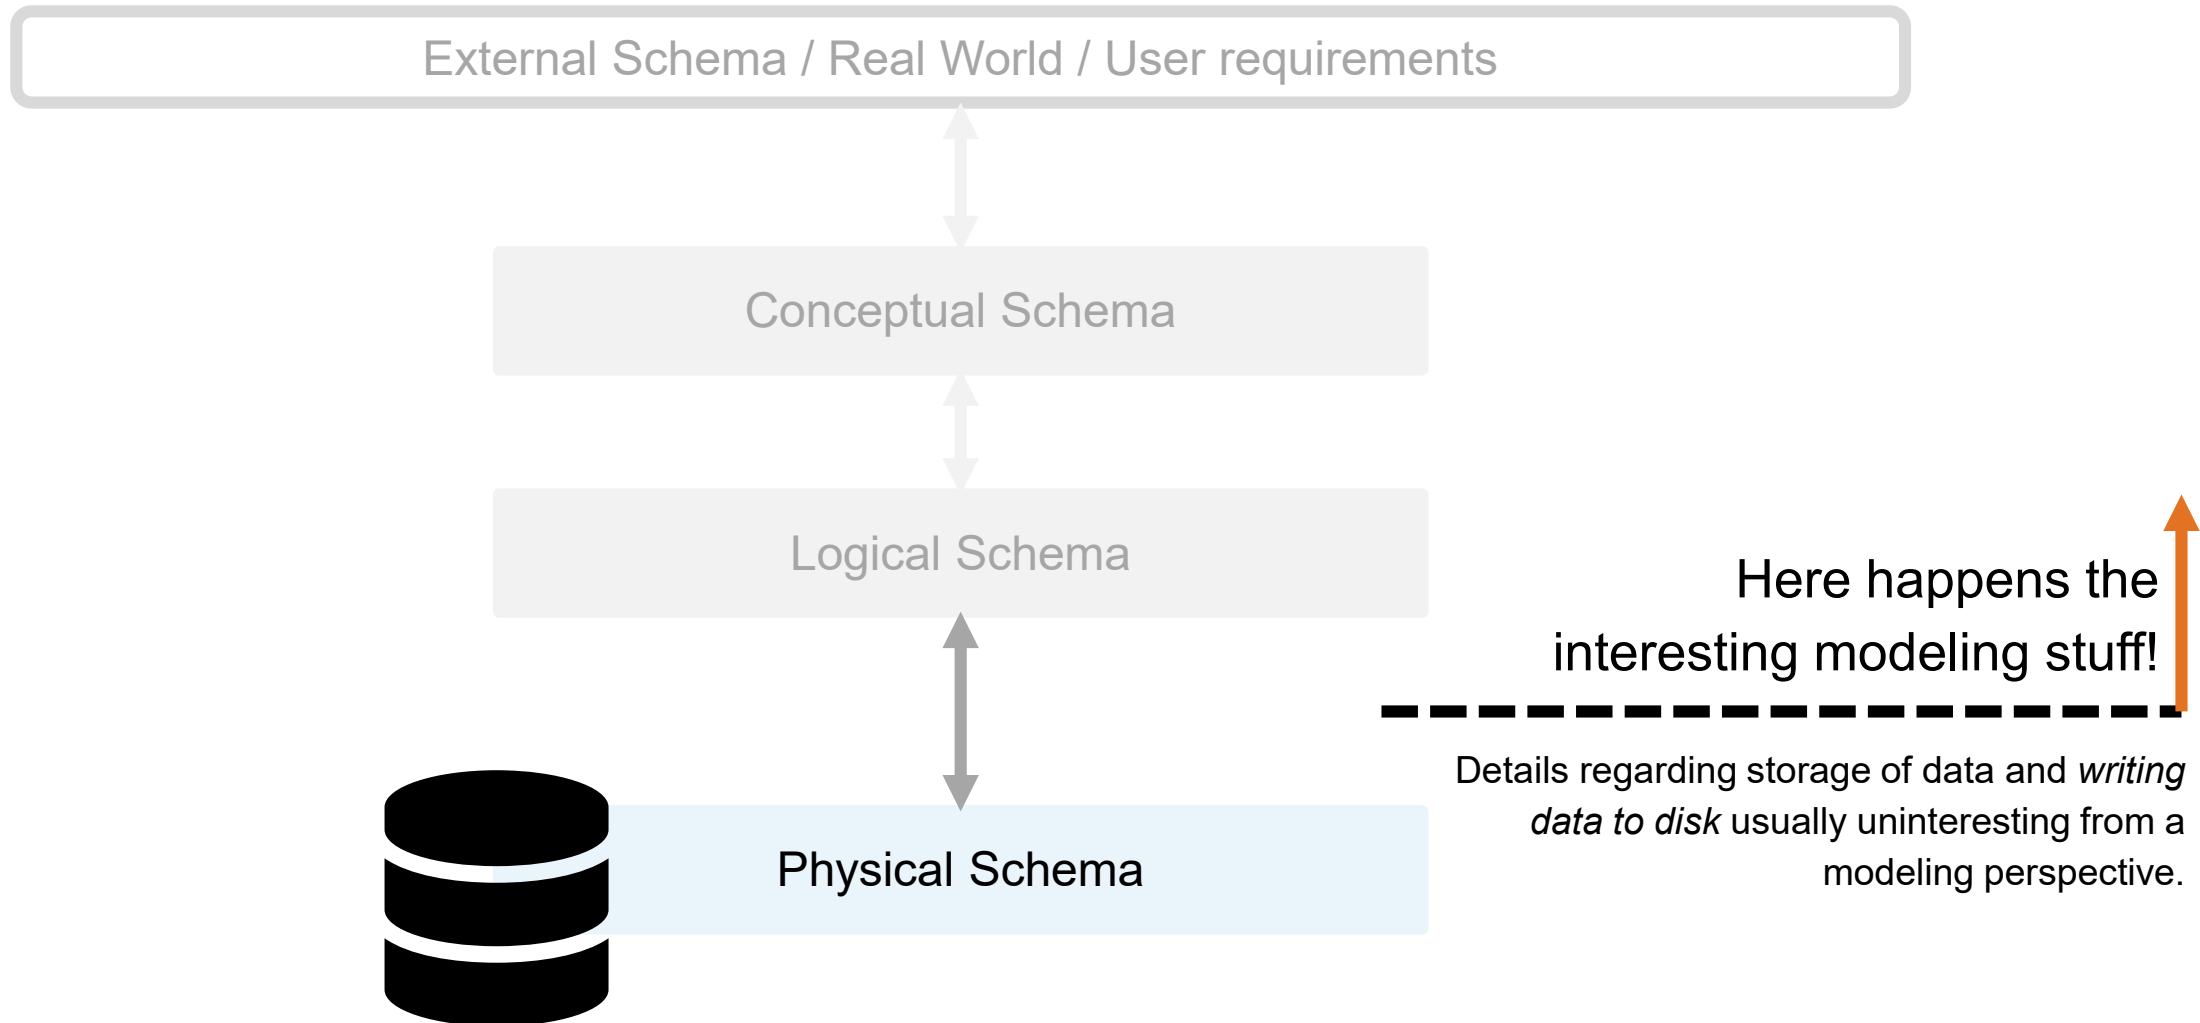 External Schema / Real World / User requirements
Conceptual Schema
Logical Schema
Here happens the
interesting modeling stuff!
Details regarding storage of data and writing
data to disk usually uninteresting from a
modeling perspective.
Physical Schema